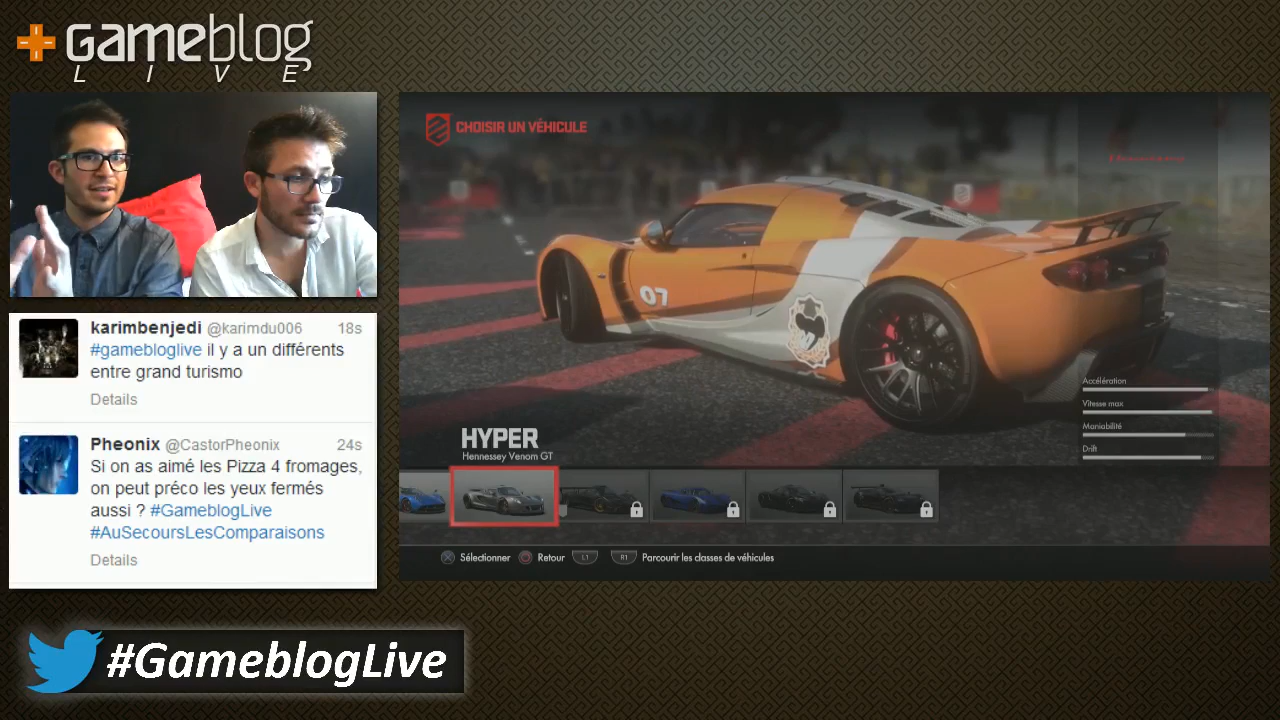 gameblog
LIVE
karimbenjedi @karimdu006 18s
#gamebloglive il y a un différents
entre grand turismo
Details
Pheonix @CastorPheonix 24s
Si on as aimé les Pizza 4 fromages,
on peut préco les yeux fermés
aussi ? #GameblogLive
#AuSecoursLesComparaisons
Details
#GameblogLive
CHOISIR UN VÉHICULE
07
Accélération
Vitesse max
Maniabilité
Drift
HYPER
Hennessey Venom GT
Sélectionner Retour L1 R1 Parcourir les classes de véhicules